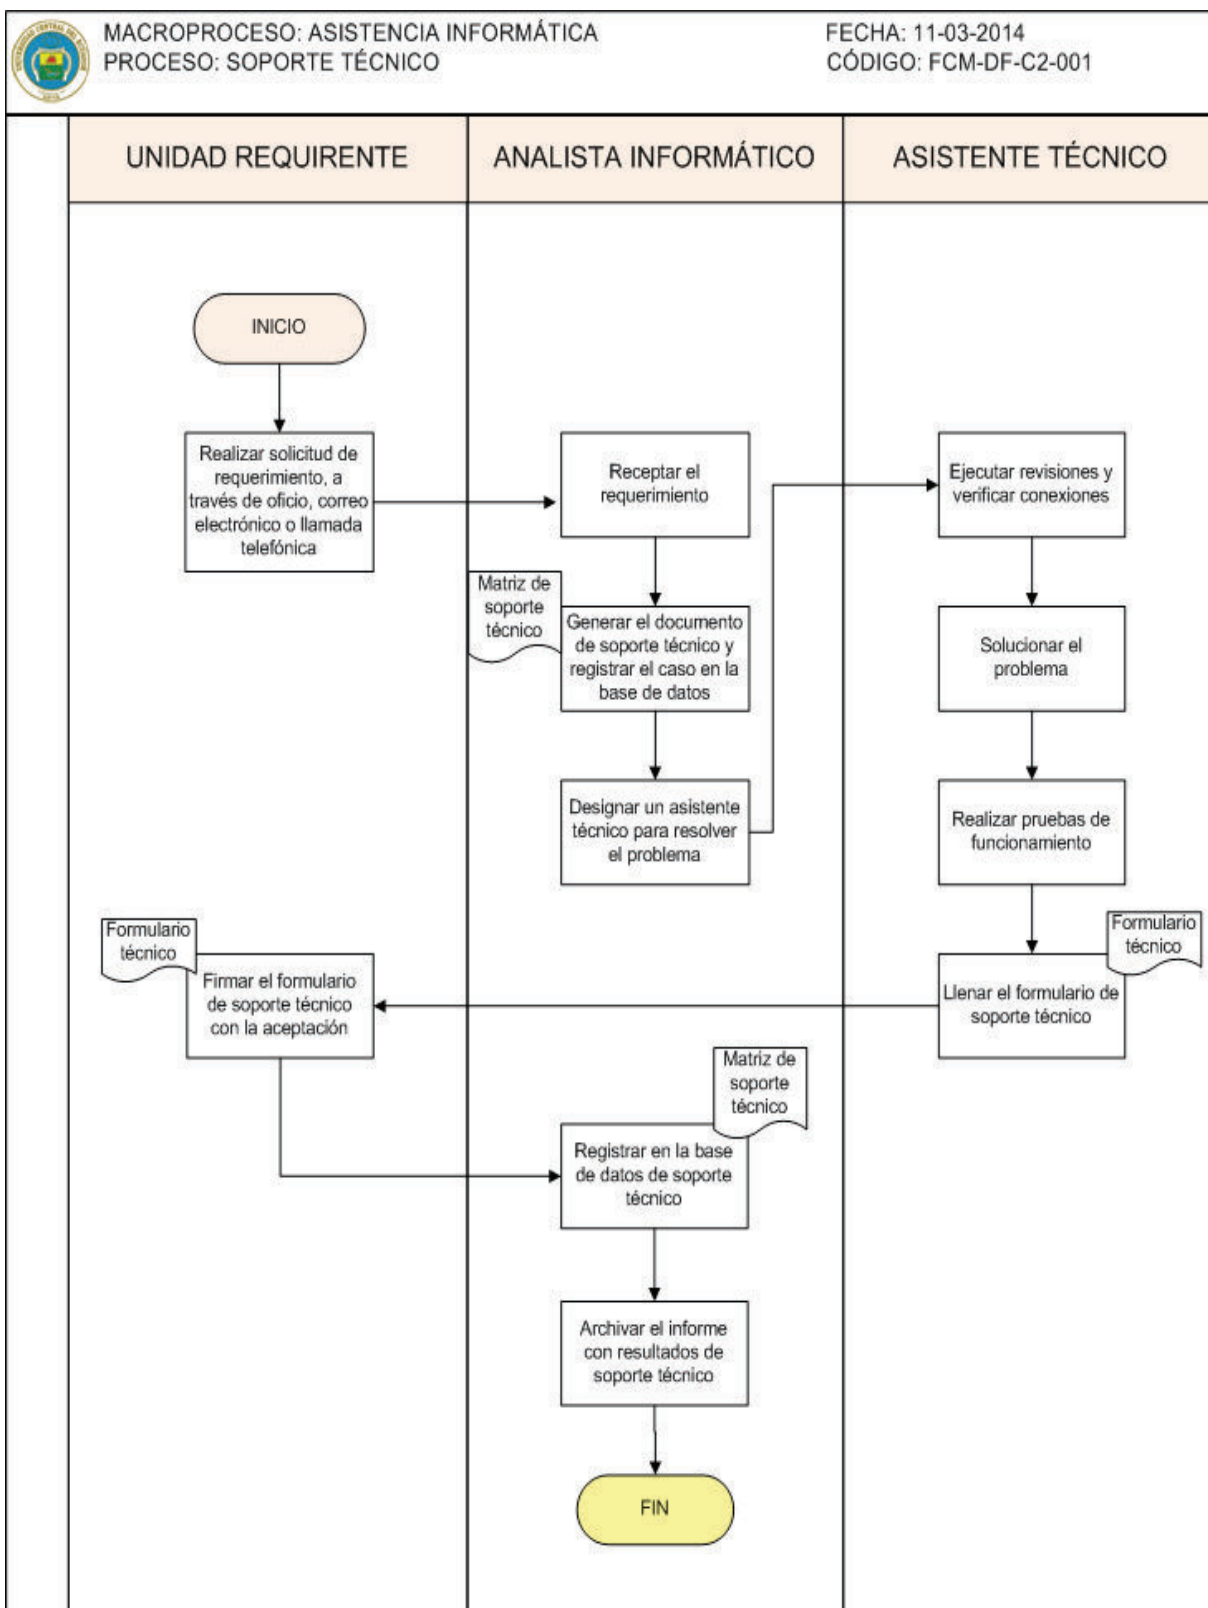 MACROPROCESO: ASISTENCIA INFORMÁTICA
PROCESO: SOPORTE TÉCNICO
FECHA: 11-03-2014
CÓDIGO: FCM-DF-C2-001
UNIDAD REQUIRENTE
ANALISTA INFORMÁTICO
ASISTENTE TÉCNICO
INICIO
Realizar solicitud de
requerimiento, a
través de oficio, correo
electrónico o llamada
telefónica
Receptar el
requerimiento
Matriz de
soporte
técnico
Generar el documento
de soporte técnico y
registrar el caso en la
base de datos
Designar un asistente
técnico para resolver
el problema
Ejecutar revisiones y
verificar conexiones
Solucionar el
problema
Realizar pruebas de
funcionamiento
Formulario
técnico
Llenar el formulario de
soporte técnico
Formulario
técnico
Firmar el formulario
de soporte técnico
con la aceptación
Matriz de
soporte
técnico
Registrar en la base
de datos de soporte
técnico
Archivar el informe
con resultados de
soporte técnico
FIN